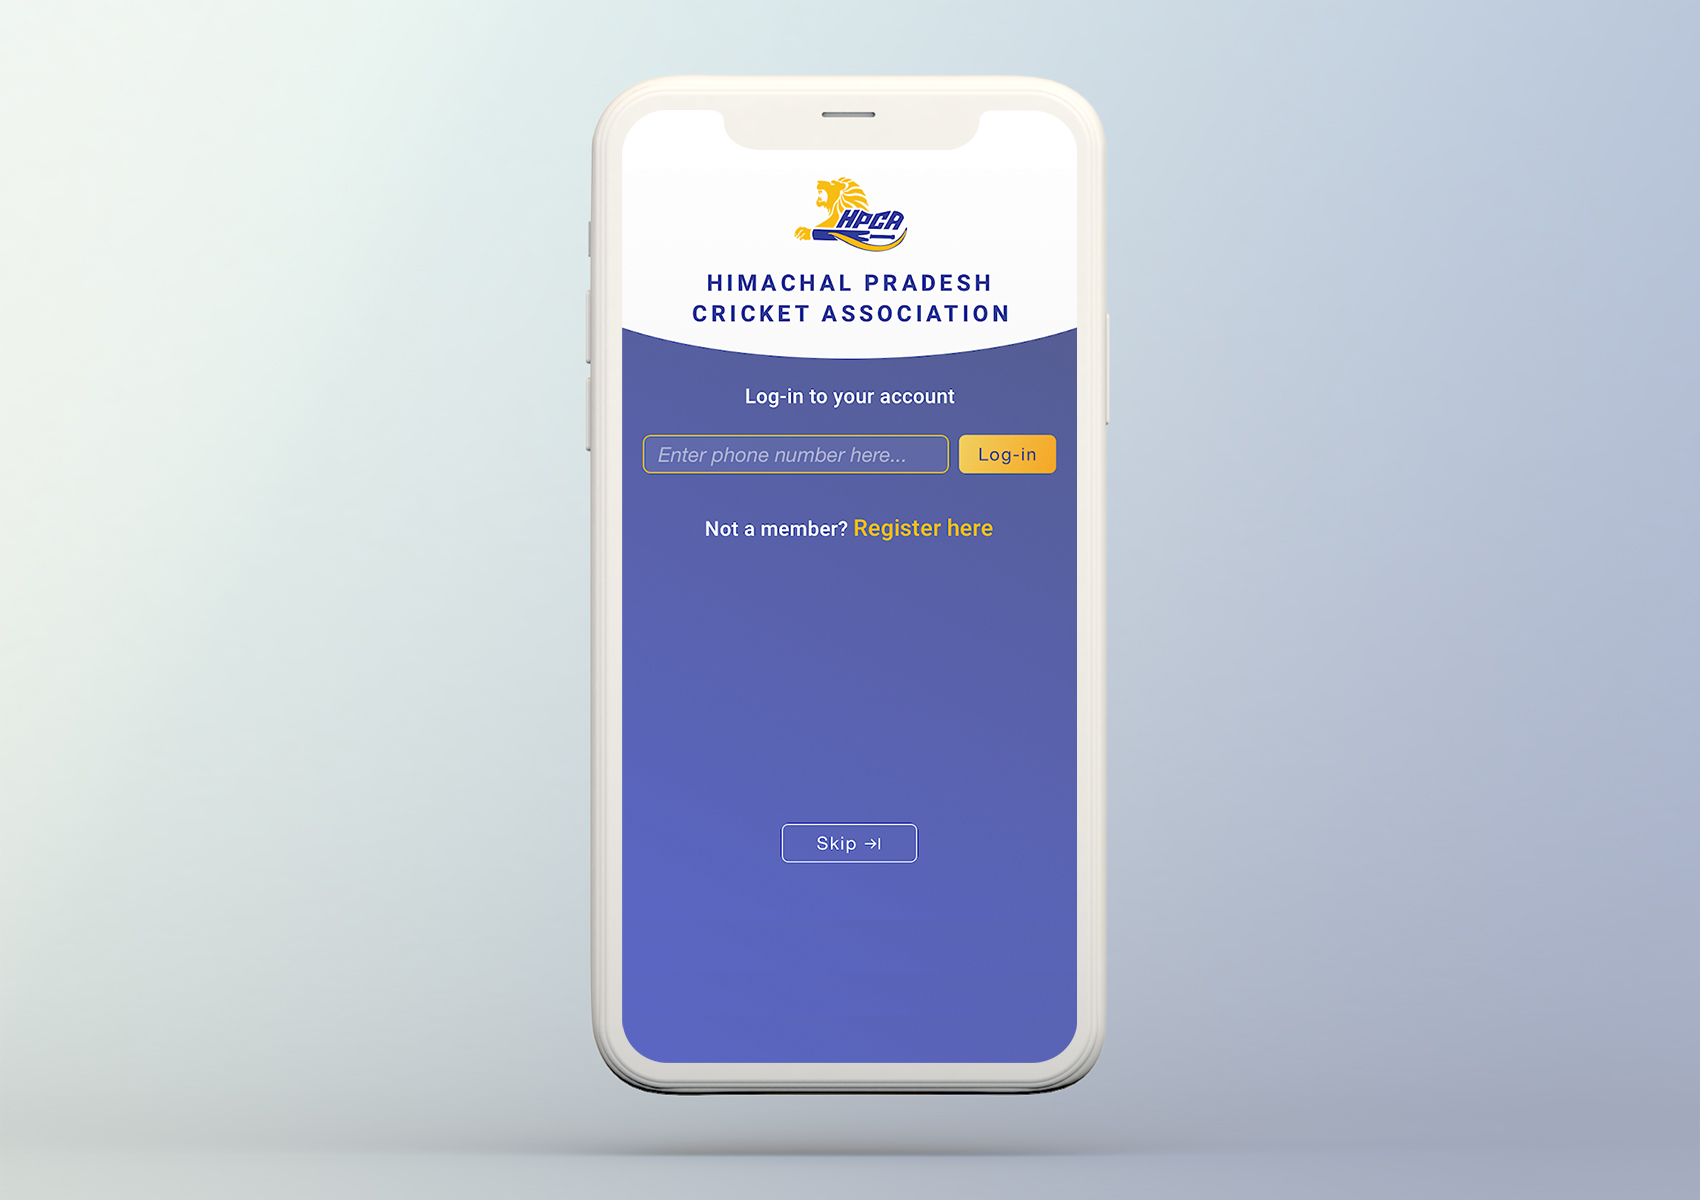 HPCA
HIMACHAL PRADESH
CRICKET ASSOCIATION
Log-in to your account
Enter phone number here...
Log-in
Not a member? Register here
Skip